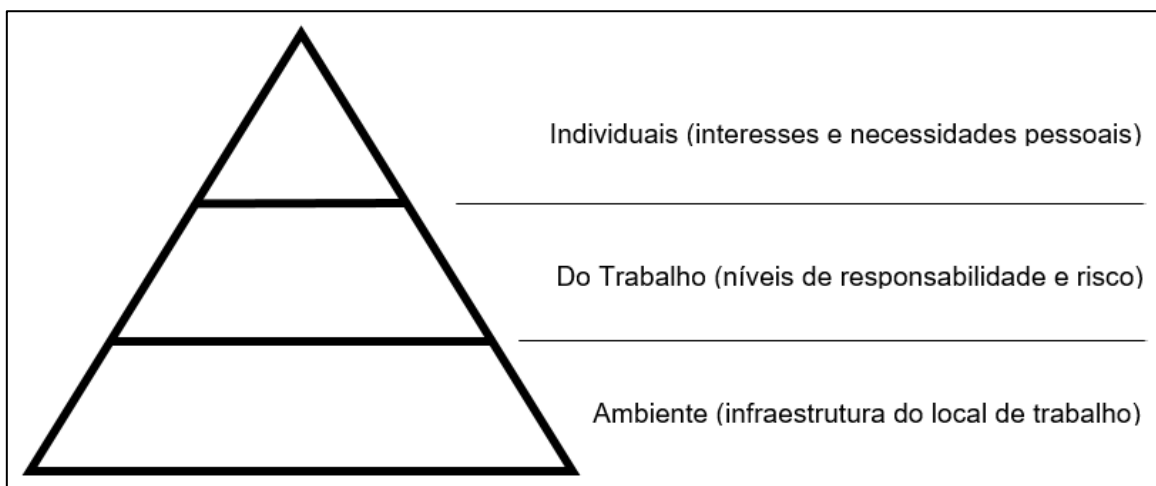 Individuais (interesses e necessidades pessoais)
Do Trabalho (níveis de responsabilidade e risco)
Ambiente (infraestrutura do local de trabalho)